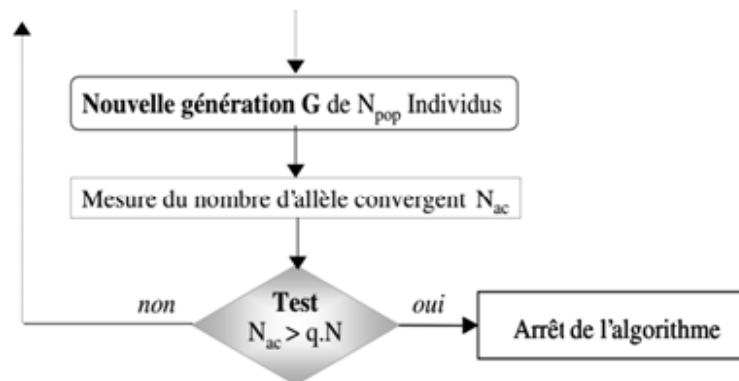 Nouvelle génération G de Npop Individus
Mesure du nombre d'allèle convergent Nac
non
Test
oui
Nac > q.N
Arrêt de l'algorithme